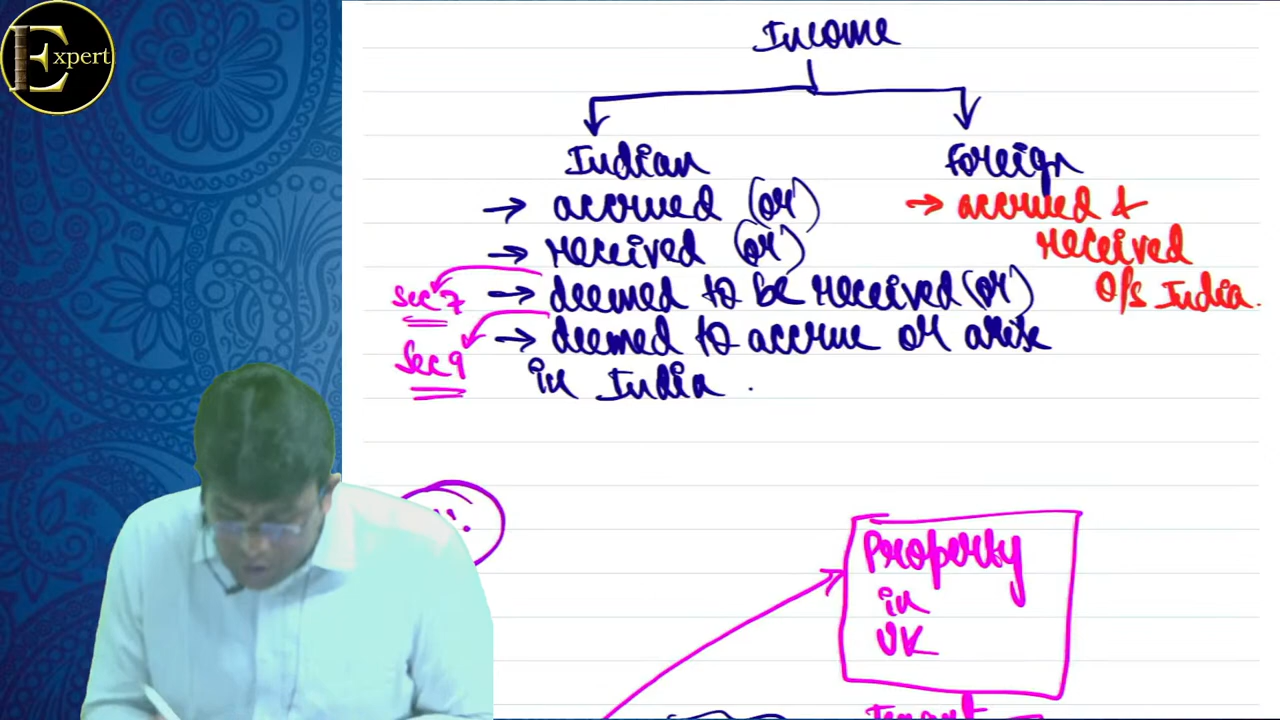 Expert
Income
Indian
→ accrued (or)
→ received (or)
Sec 7 → deemed to be received (or)
Sec 9 → deemed to accrue or arise
in India .
Foreign
→ accrued &
received
O/s India.
Property
in
UK
Tenant